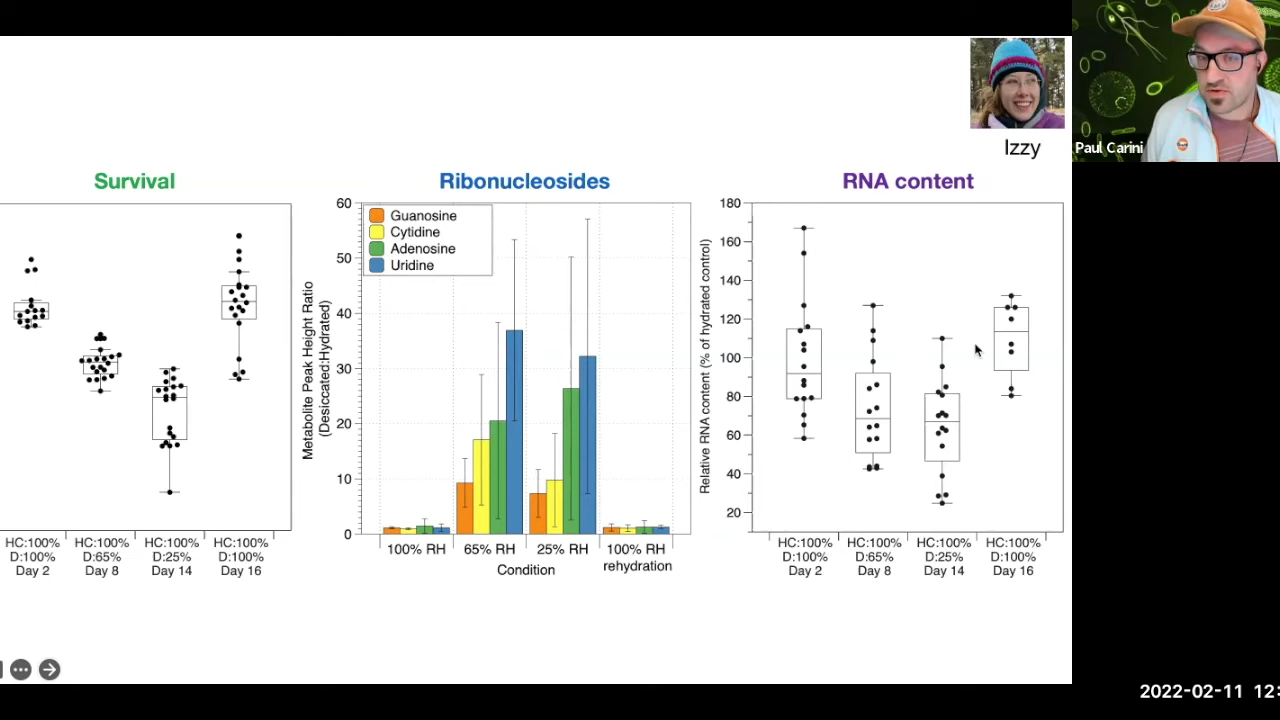 Izzy
Paul Carini
Survival
HC:100%
D:100%
Day 2
HC:100%
D:65%
Day 8
HC:100%
D:25%
Day 14
HC:100%
D:100%
Day 16
Ribonucleosides
Metabolite Peak Height Ratio
(Desiccated:Hydrated)
60
50
40
30
20
10
0
Guanosine
Cytidine
Adenosine
Uridine
100% RH
65% RH
25% RH
100% RH
rehydration
Condition
RNA content
Relative RNA content (% of hydrated control)
180
160
140
120
100
80
60
40
20
HC:100%
D:100%
Day 2
HC:100%
D:65%
Day 8
HC:100%
D:25%
Day 14
HC:100%
D:100%
Day 16
2022-02-11 12: